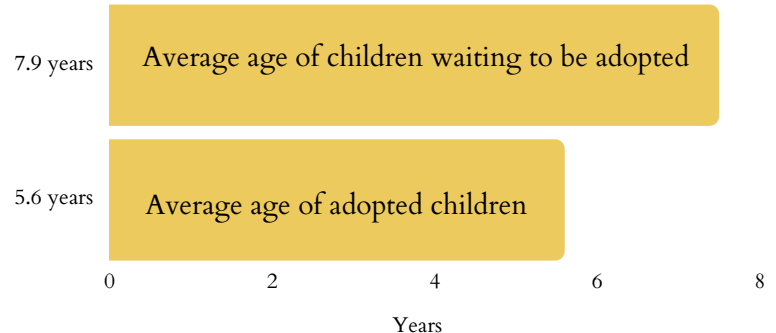 7.9 years
Average age of children waiting to be adopted
5.6 years
Average age of adopted children
0 2 4 6 8
Years